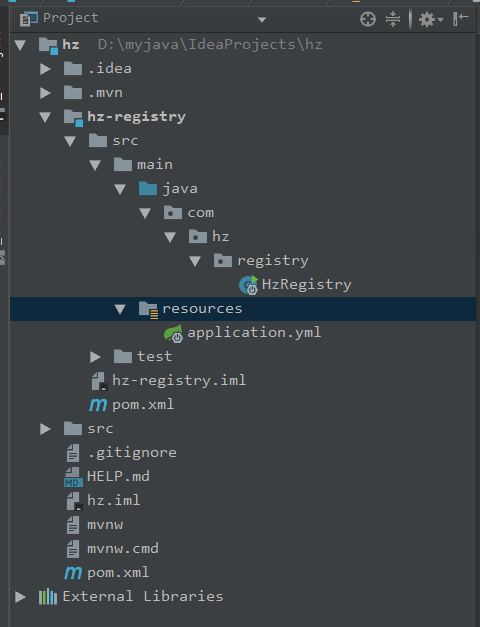 Project
hz D:\myjava\IdeaProjects\hz
.idea
.mvn
hz-registry
src
main
java
com
hz
registry
HzRegistry
resources
application.yml
test
hz-registry.iml
pom.xml
src
.gitignore
HELP.md
hz.iml
mvnw
mvnw.cmd
pom.xml
External Libraries